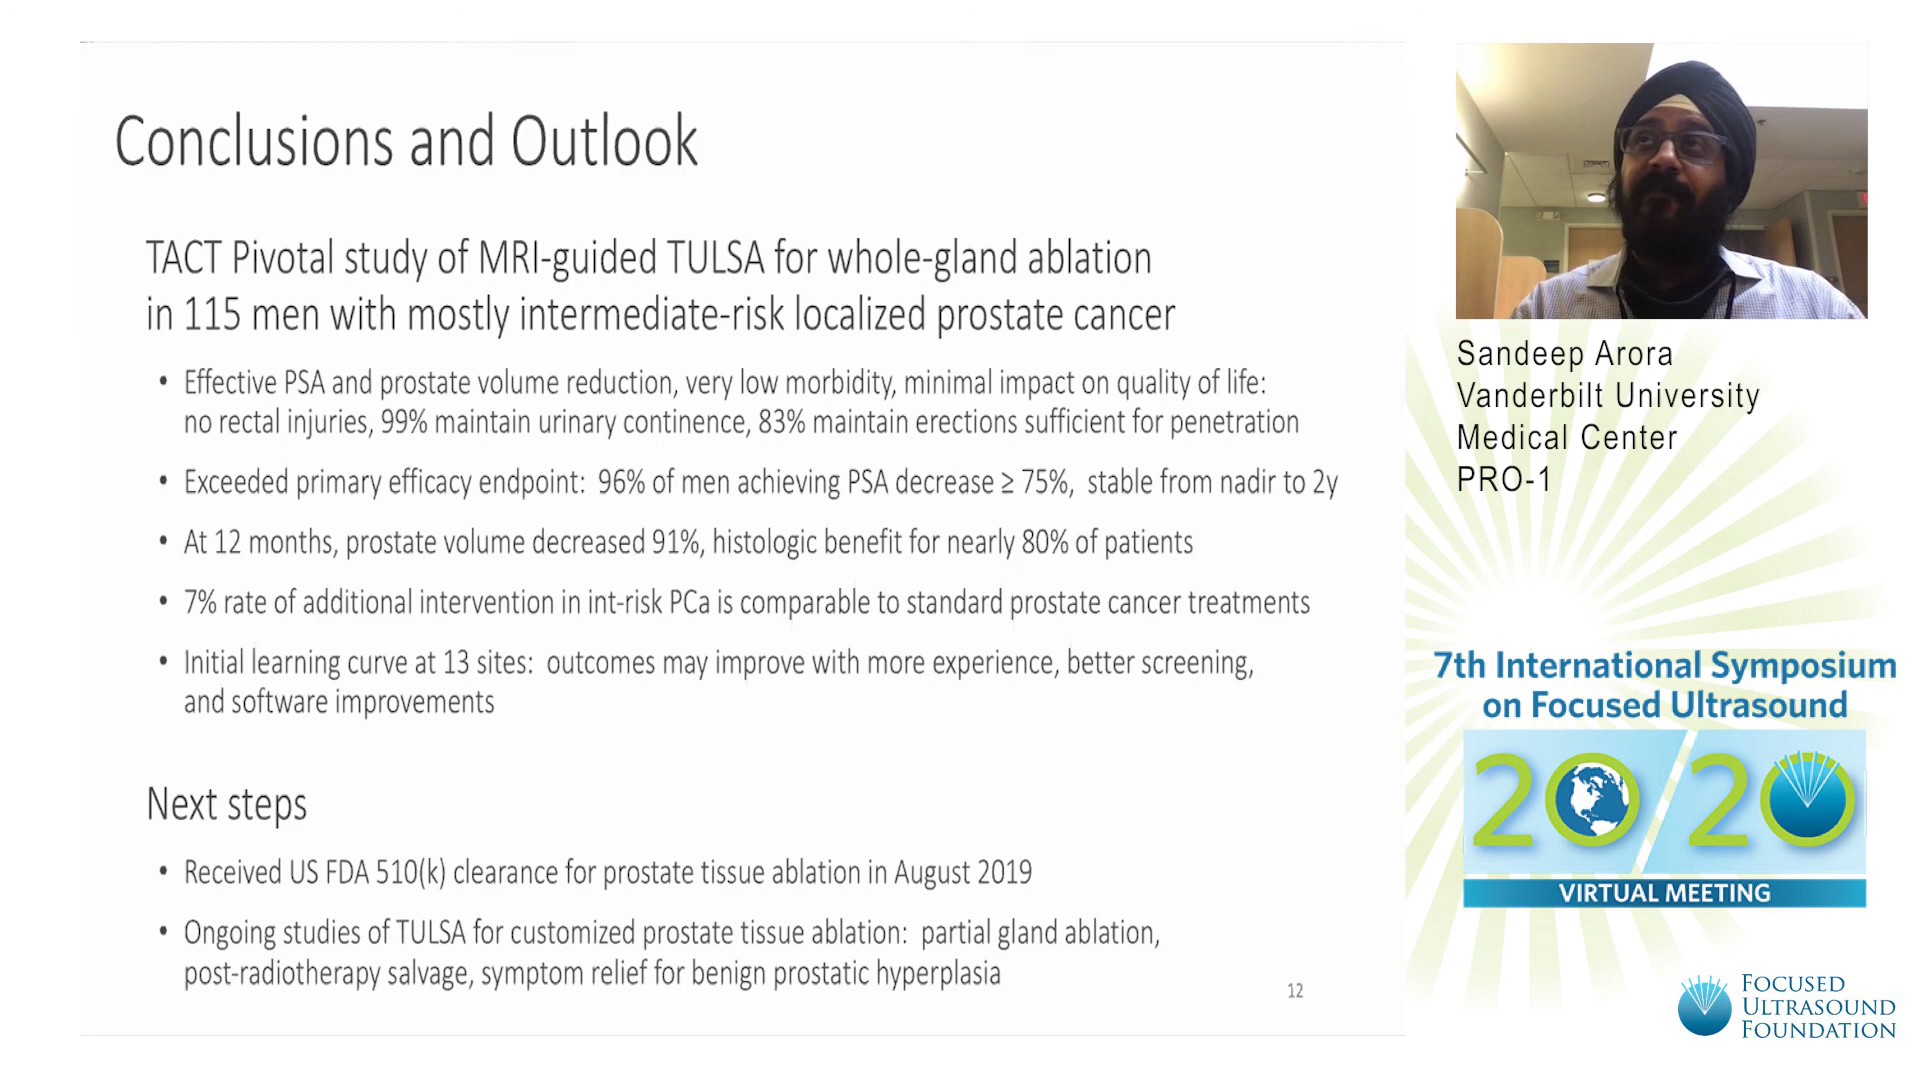 Conclusions and Outlook
TACT Pivotal study of MRI-guided TULSA for whole-gland ablation
in 115 men with mostly intermediate-risk localized prostate cancer
• Effective PSA and prostate volume reduction, very low morbidity, minimal impact on quality of life:
no rectal injuries, 99% maintain urinary continence, 83% maintain erections sufficient for penetration
• Exceeded primary efficacy endpoint: 96% of men achieving PSA decrease ≥ 75%, stable from nadir to 2y
• At 12 months, prostate volume decreased 91%, histologic benefit for nearly 80% of patients
• 7% rate of additional intervention in int-risk PCa is comparable to standard prostate cancer treatments
• Initial learning curve at 13 sites: outcomes may improve with more experience, better screening,
and software improvements
Next steps
• Received US FDA 510(k) clearance for prostate tissue ablation in August 2019
• Ongoing studies of TULSA for customized prostate tissue ablation: partial gland ablation,
post-radiotherapy salvage, symptom relief for benign prostatic hyperplasia
12
Sandeep Arora
Vanderbilt University
Medical Center
PRO-1
7th International Symposium
on Focused Ultrasound
20/20
VIRTUAL MEETING
FOCUSED
ULTRASOUND
FOUNDATION